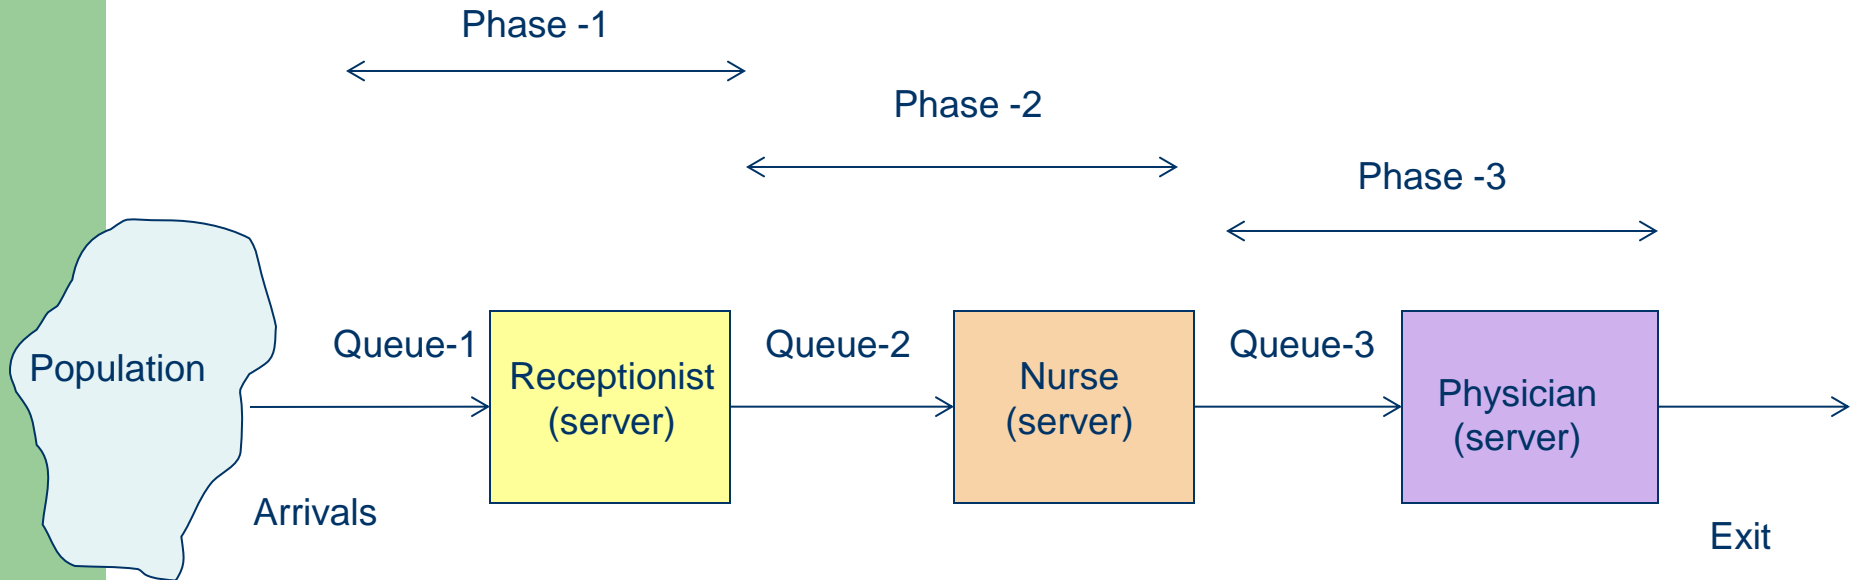 Phase -1
Phase -2
Phase -3
Population
Queue-1
Receptionist
(server)
Queue-2
Nurse
(server)
Queue-3
Physician
(server)
Arrivals
Exit